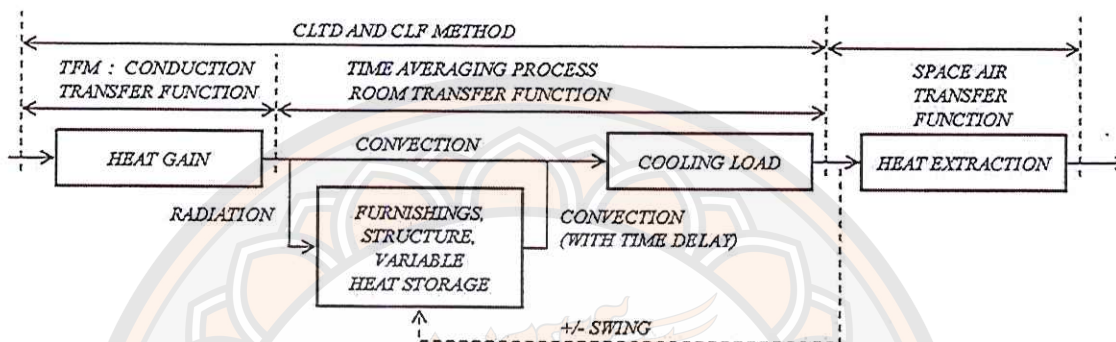 CLTD AND CLF METHOD
TFM : CONDUCTION
TRANSFER FUNCTION
TIME AVERAGING PROCESS
ROOM TRANSFER FUNCTION
SPACE AIR
TRANSFER
FUNCTION
HEAT GAIN
CONVECTION
COOLING LOAD
HEAT EXTRACTION
RADIATION
FURNISHINGS,
STRUCTURE,
VARIABLE
HEAT STORAGE
CONVECTION
(WITH TIME DELAY)
+/- SWING